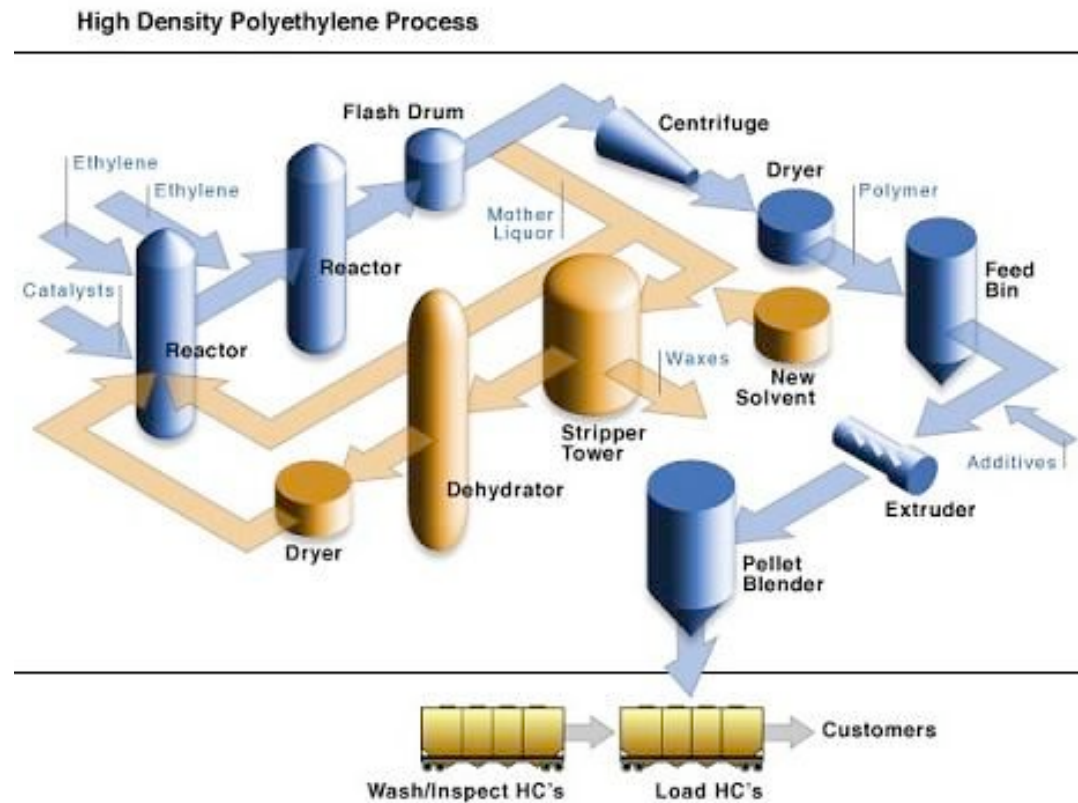 High Density Polyethylene Process
Flash Drum
Centrifuge
Ethylene
Ethylene
Dryer
Polymer
Mother
Liquor
Reactor
Feed
Bin
Catalysts
Reactor
Waxes
New
Solvent
Stripper
Tower
Additives
Dehydrator
Extruder
Dryer
Pellet
Blender
Customers
Wash/Inspect HC's
Load HC's